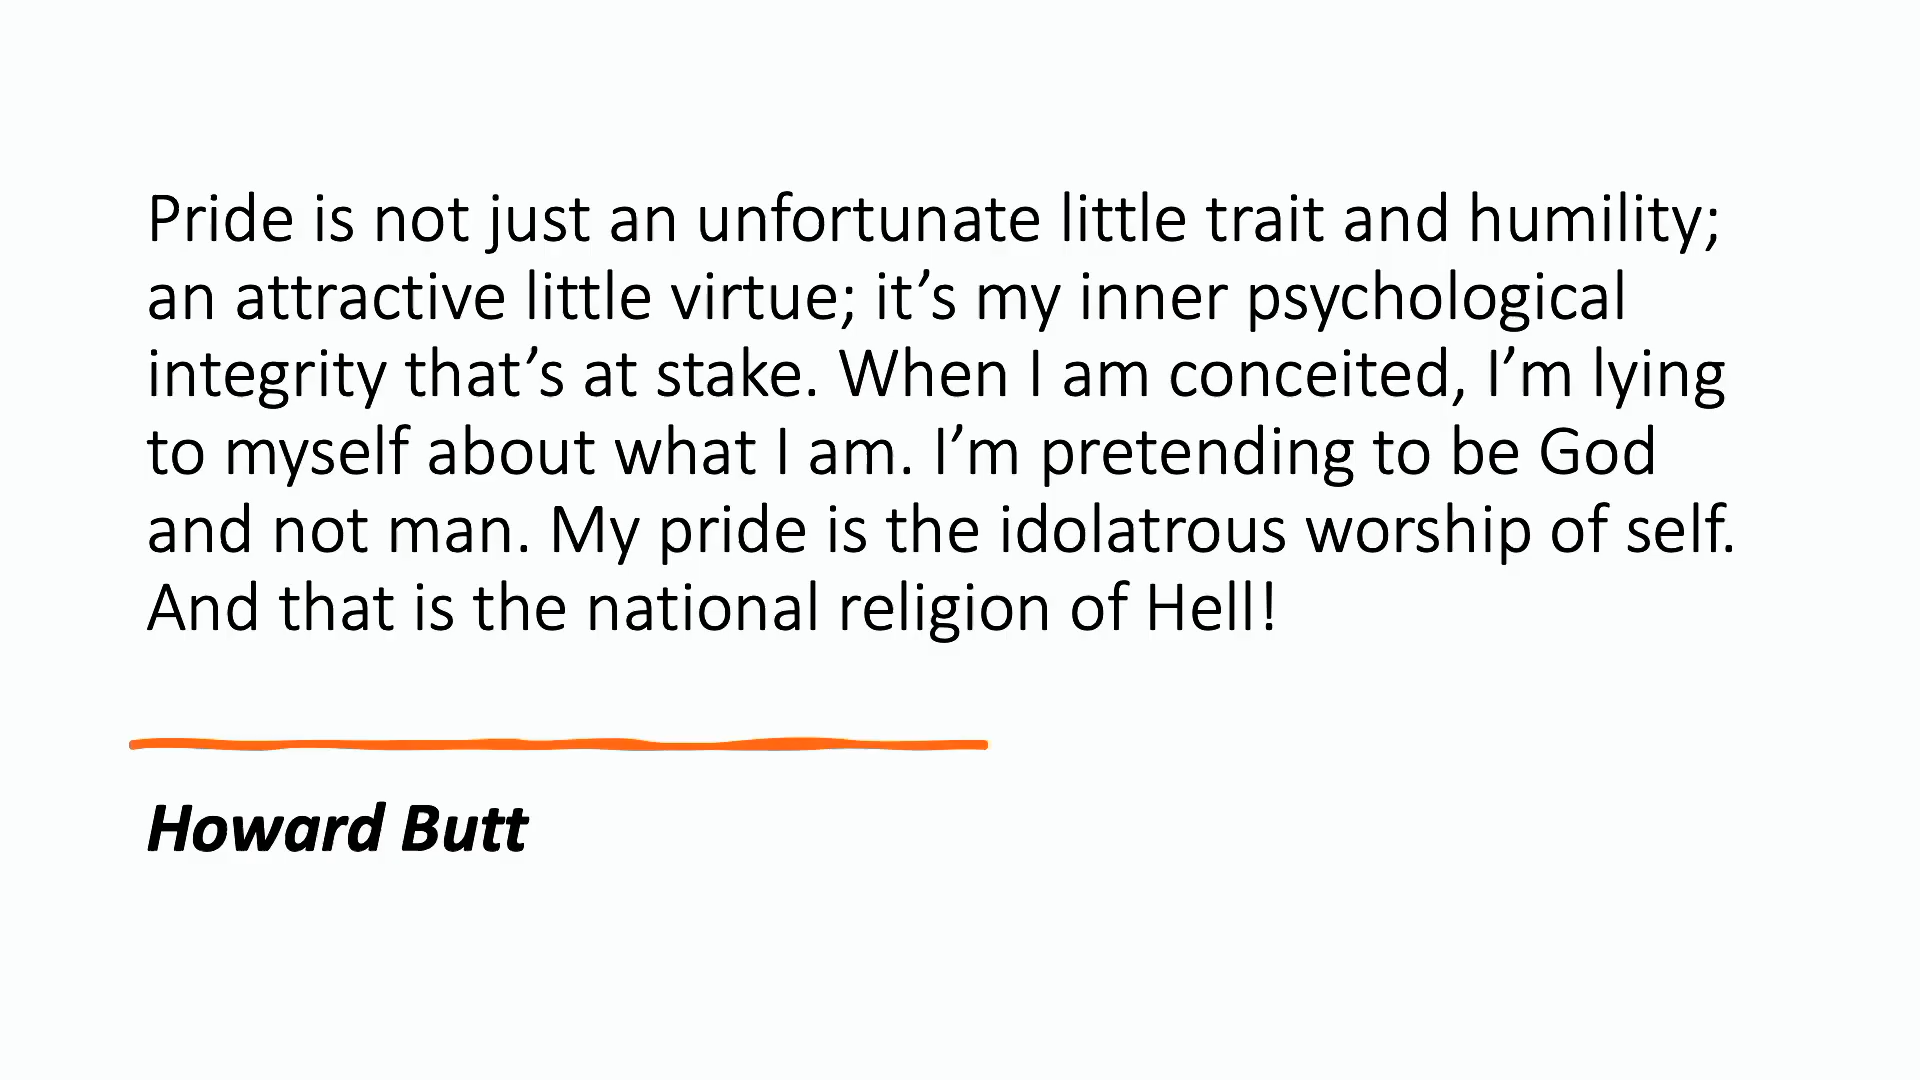 Pride is not just an unfortunate little trait and humility;
an attractive little virtue; it’s my inner psychological
integrity that’s at stake. When I am conceited, I’m lying
to myself about what I am. I’m pretending to be God
and not man. My pride is the idolatrous worship of self.
And that is the national religion of Hell!
Howard Butt